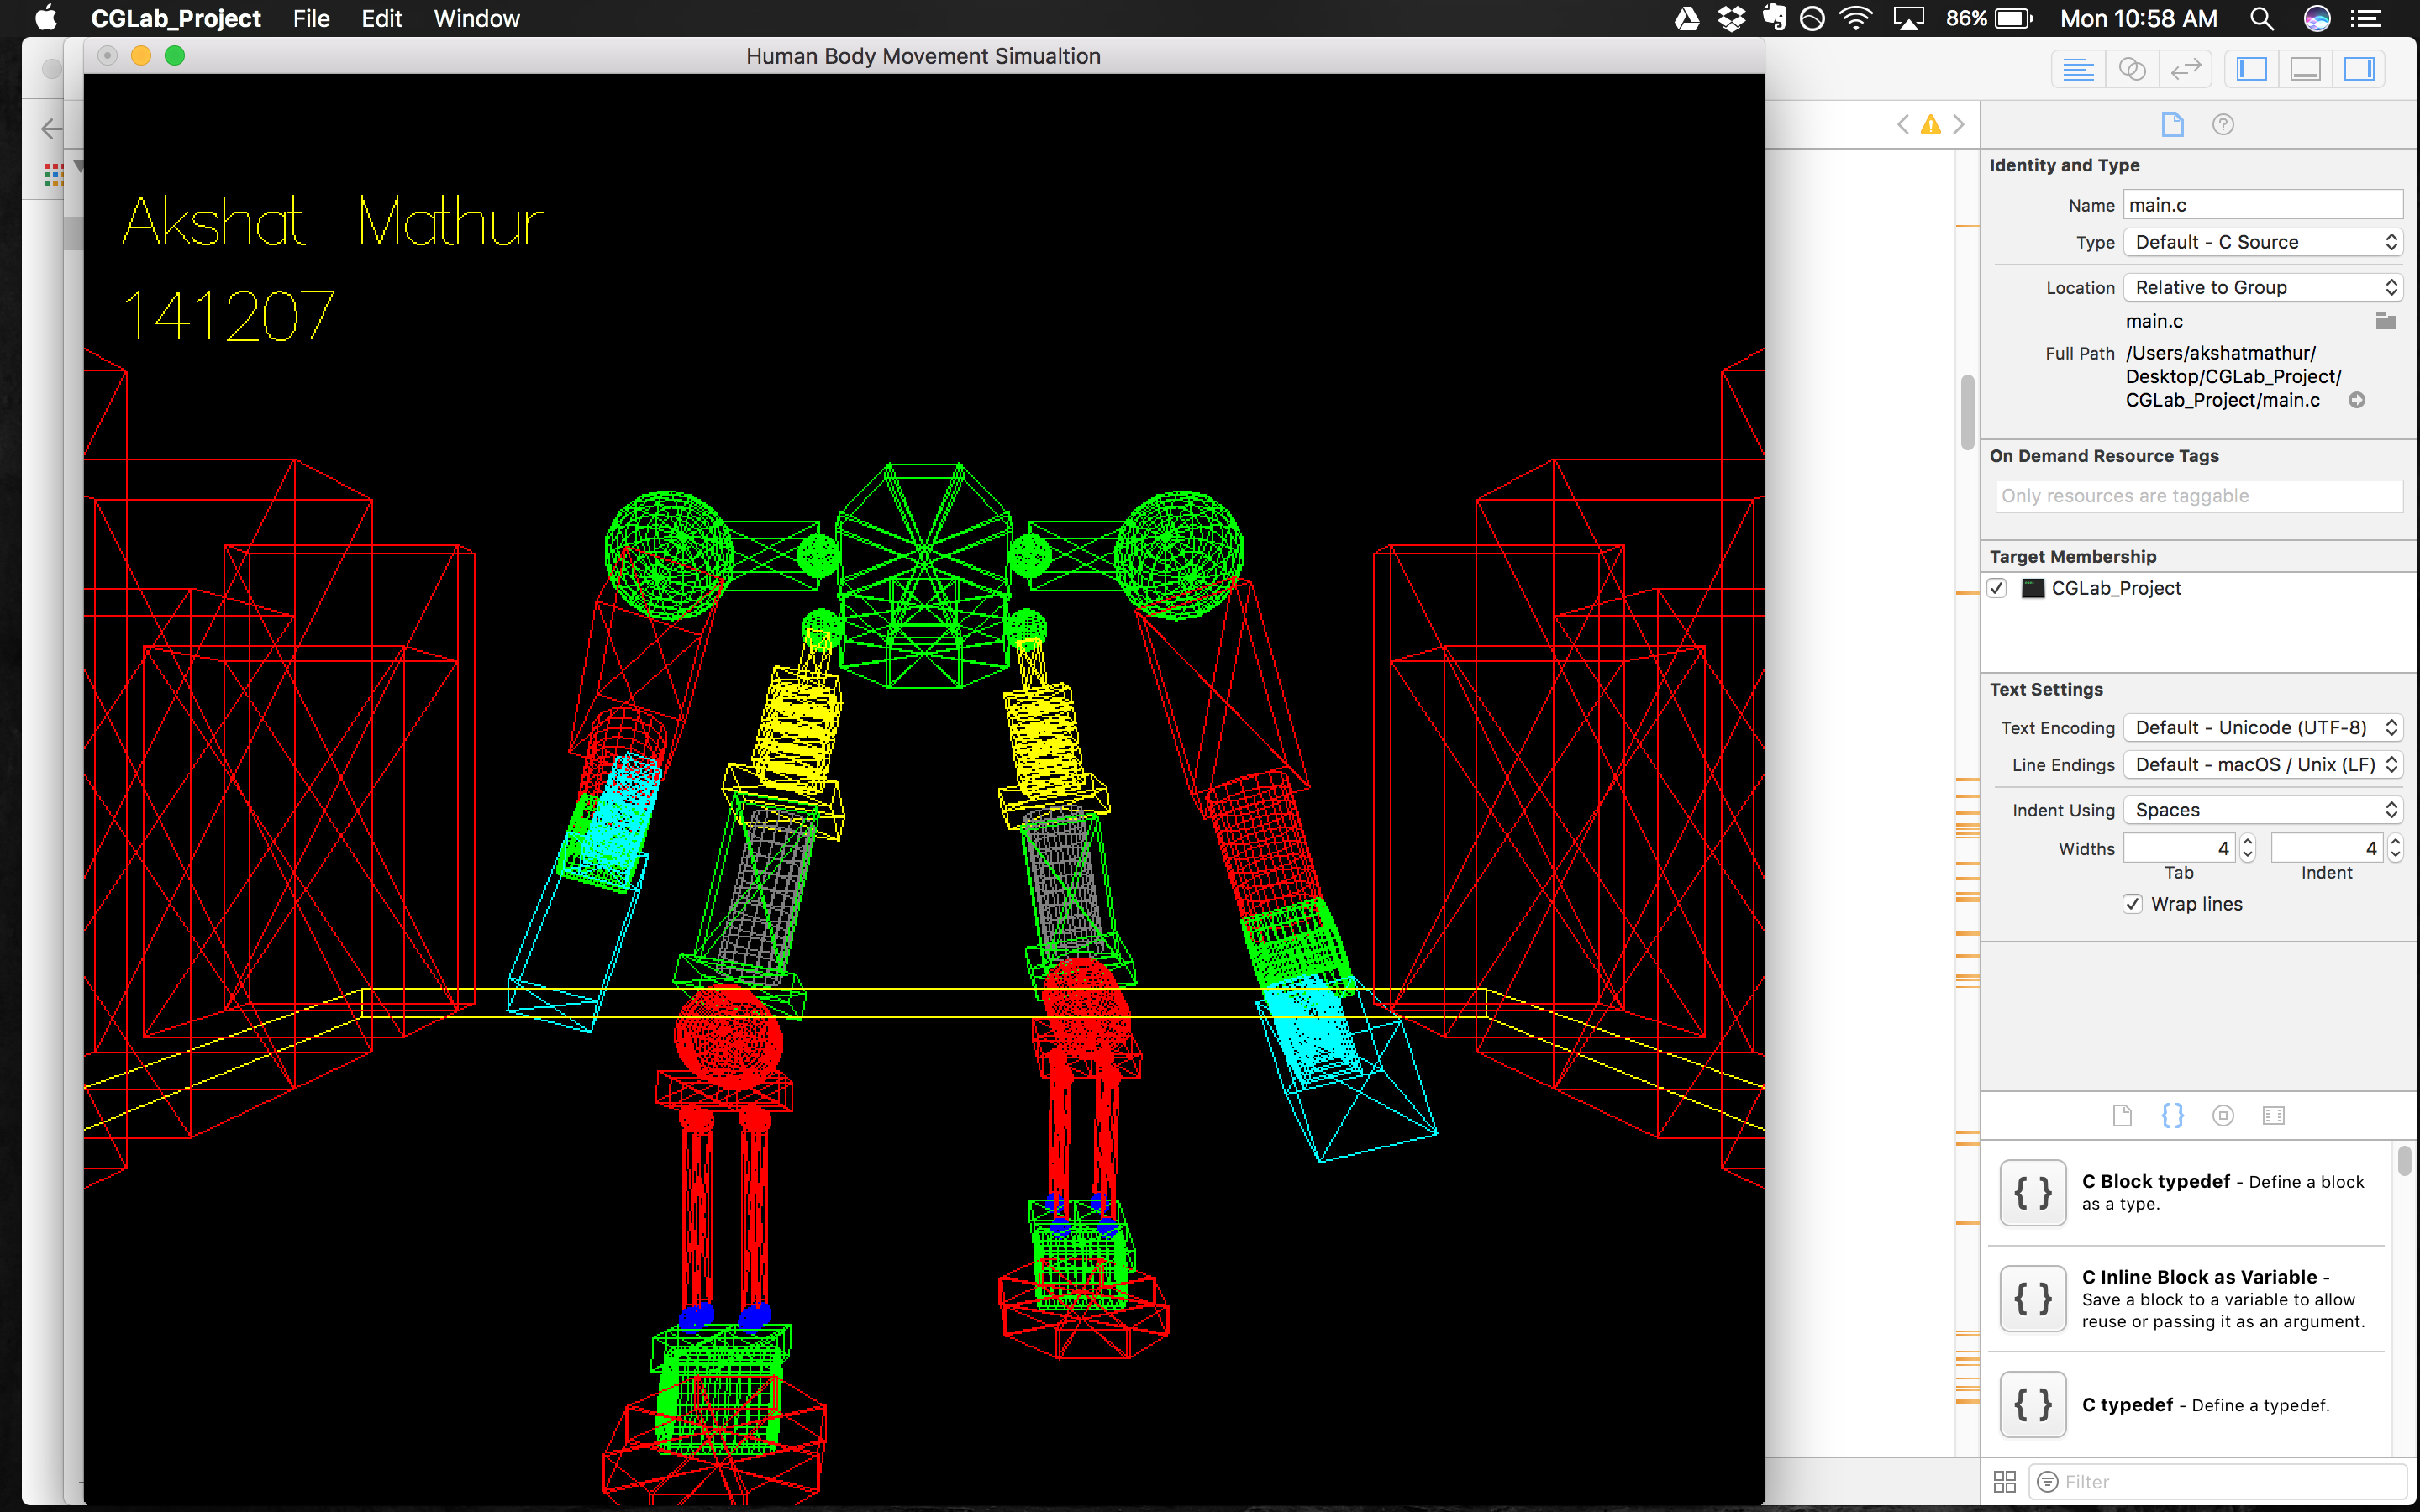 CGLab_Project File Edit Window 86% Mon 10:58 AM
Human Body Movement Simualtion
Akshat Mathur
141207
Identity and Type
Name main.c
Type Default - C Source
Location Relative to Group
main.c
Full Path /Users/akshatmathur/
Desktop/CGLab_Project/
CGLab_Project/main.c
On Demand Resource Tags
Only resources are taggable
Target Membership
CGLab_Project
Text Settings
Text Encoding Default - Unicode (UTF-8)
Line Endings Default - macOS / Unix (LF)
Indent Using Spaces
Widths 4 4
Tab Indent
Wrap lines
{ } C Block typedef - Define a block
as a type.
{ } C Inline Block as Variable -
Save a block to a variable to allow
reuse or passing it as an argument.
{ } C typedef - Define a typedef.
Filter